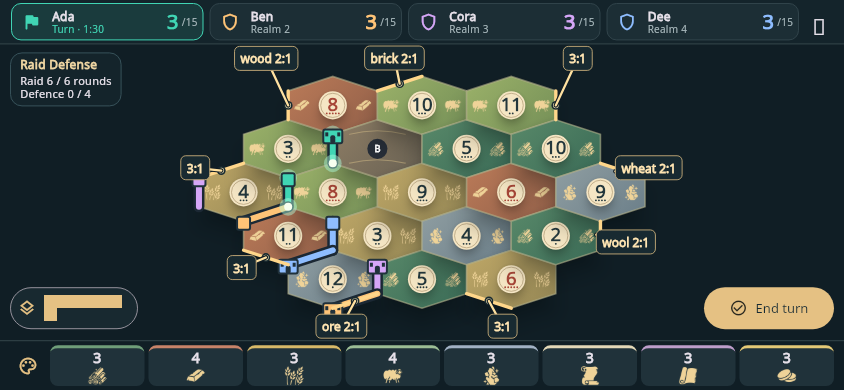 Ada
Turn · 1:30
3 /15
Ben
Realm 2
3 /15
Cora
Realm 3
3 /15
Dee
Realm 4
3 /15
Raid Defense
Raid 6 / 6 rounds
Defence 0 / 4
wood 2:1
brick 2:1
3:1
8
10
11
3
B
5
10
3:1
wheat 2:1
4
8
9
6
9
11
3
4
2
wool 2:1
3:1
12
5
6
ore 2:1
3:1
End turn
3
4
3
4
3
3
3
3